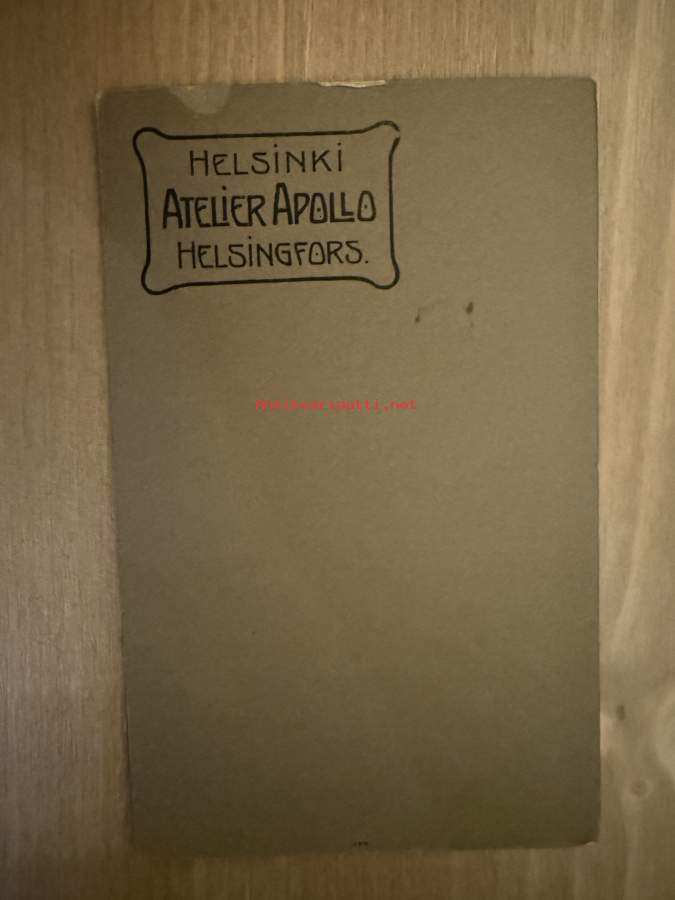 HELSINKI
ATELIER APOLLO
HELSINGFORS.
Antikvariaatti.net